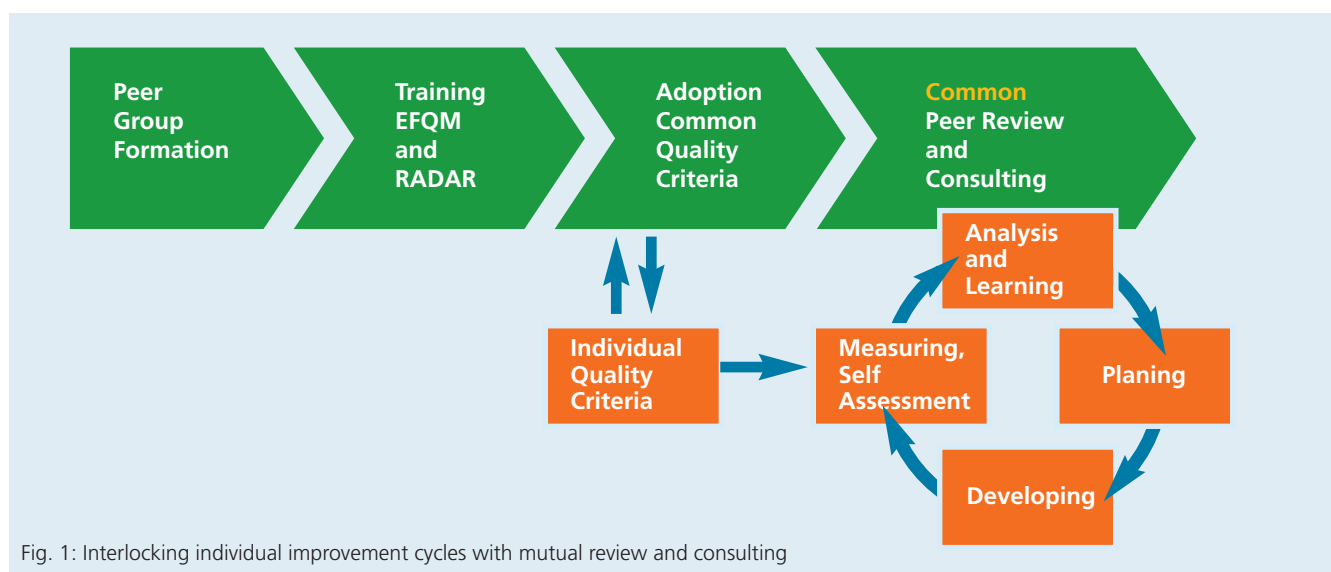 Peer
Group
Formation
Training
EFQM
and
RADAR
Adoption
Common
Quality
Criteria
Common
Peer Review
and
Consulting
Analysis
and
Learning
Individual
Quality
Criteria
Measuring,
Self
Assessment
Planing
Developing
Fig. 1: Interlocking individual improvement cycles with mutual review and consulting